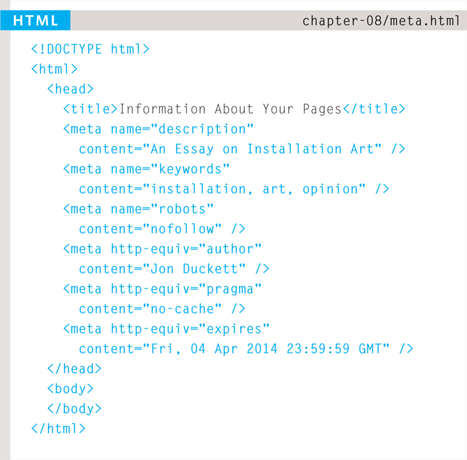 HTML
chapter-08/meta.html
<!DOCTYPE html>
<html>
<head>
<title>Information About Your Pages</title>
<meta name="description"
content="An Essay on Installation Art" />
<meta name="keywords"
content="installation, art, opinion" />
<meta name="robots"
content="nofollow" />
<meta http-equiv="author"
content="Jon Duckett" />
<meta http-equiv="pragma"
content="no-cache" />
<meta http-equiv="expires"
content="Fri, 04 Apr 2014 23:59:59 GMT" />
</head>
<body>
</body>
</html>